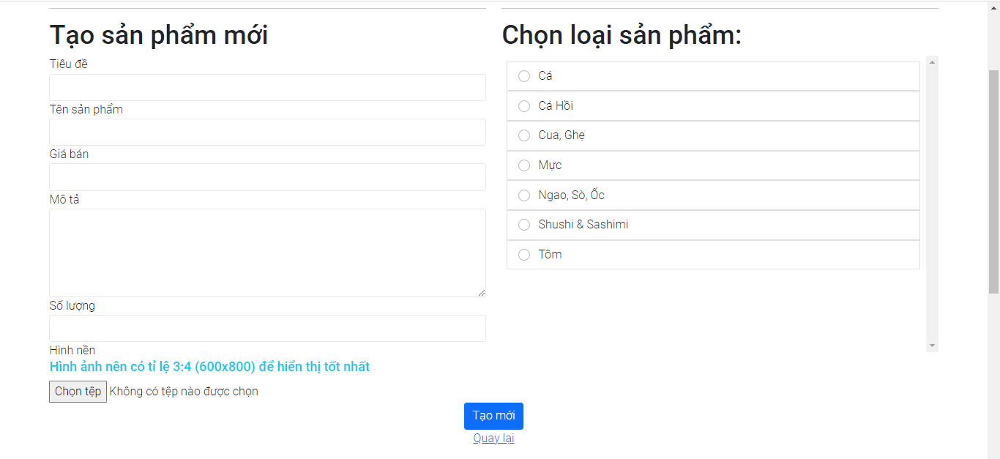 Tạo sản phẩm mới
Tiêu đề
Tên sản phẩm
Giá bán
Mô tả
Số lượng
Hình nền
Hình ảnh nên có tỉ lệ 3:4 (600x800) để hiển thị tốt nhất
Chọn tệp Không có tệp nào được chọn
Chọn loại sản phẩm:
Cá
Cá Hồi
Cua, Ghẹ
Mực
Ngao, Sò, Ốc
Shushi & Sashimi
Tôm
Tạo mới
Quay lại